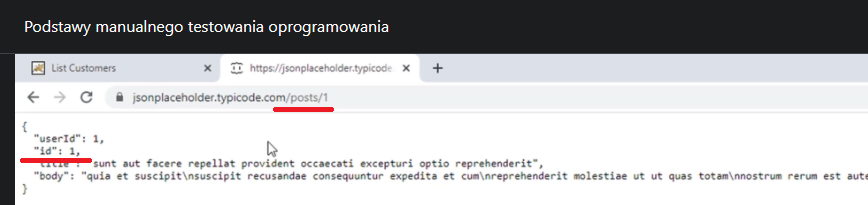 Podstawy manualnego testowania oprogramowania
List Customers
https://jsonplaceholder.typicode
jsonplaceholder.typicode.com/posts/1
{
"userId": 1,
"id": 1,
"title": "sunt aut facere repellat provident occaecati excepturi optio reprehenderit",
"body": "quia et suscipit\nsuscipit recusandae consequuntur expedita et cum\nreprehenderit molestiae ut ut quas totam\nnostrum rerum est aute
}